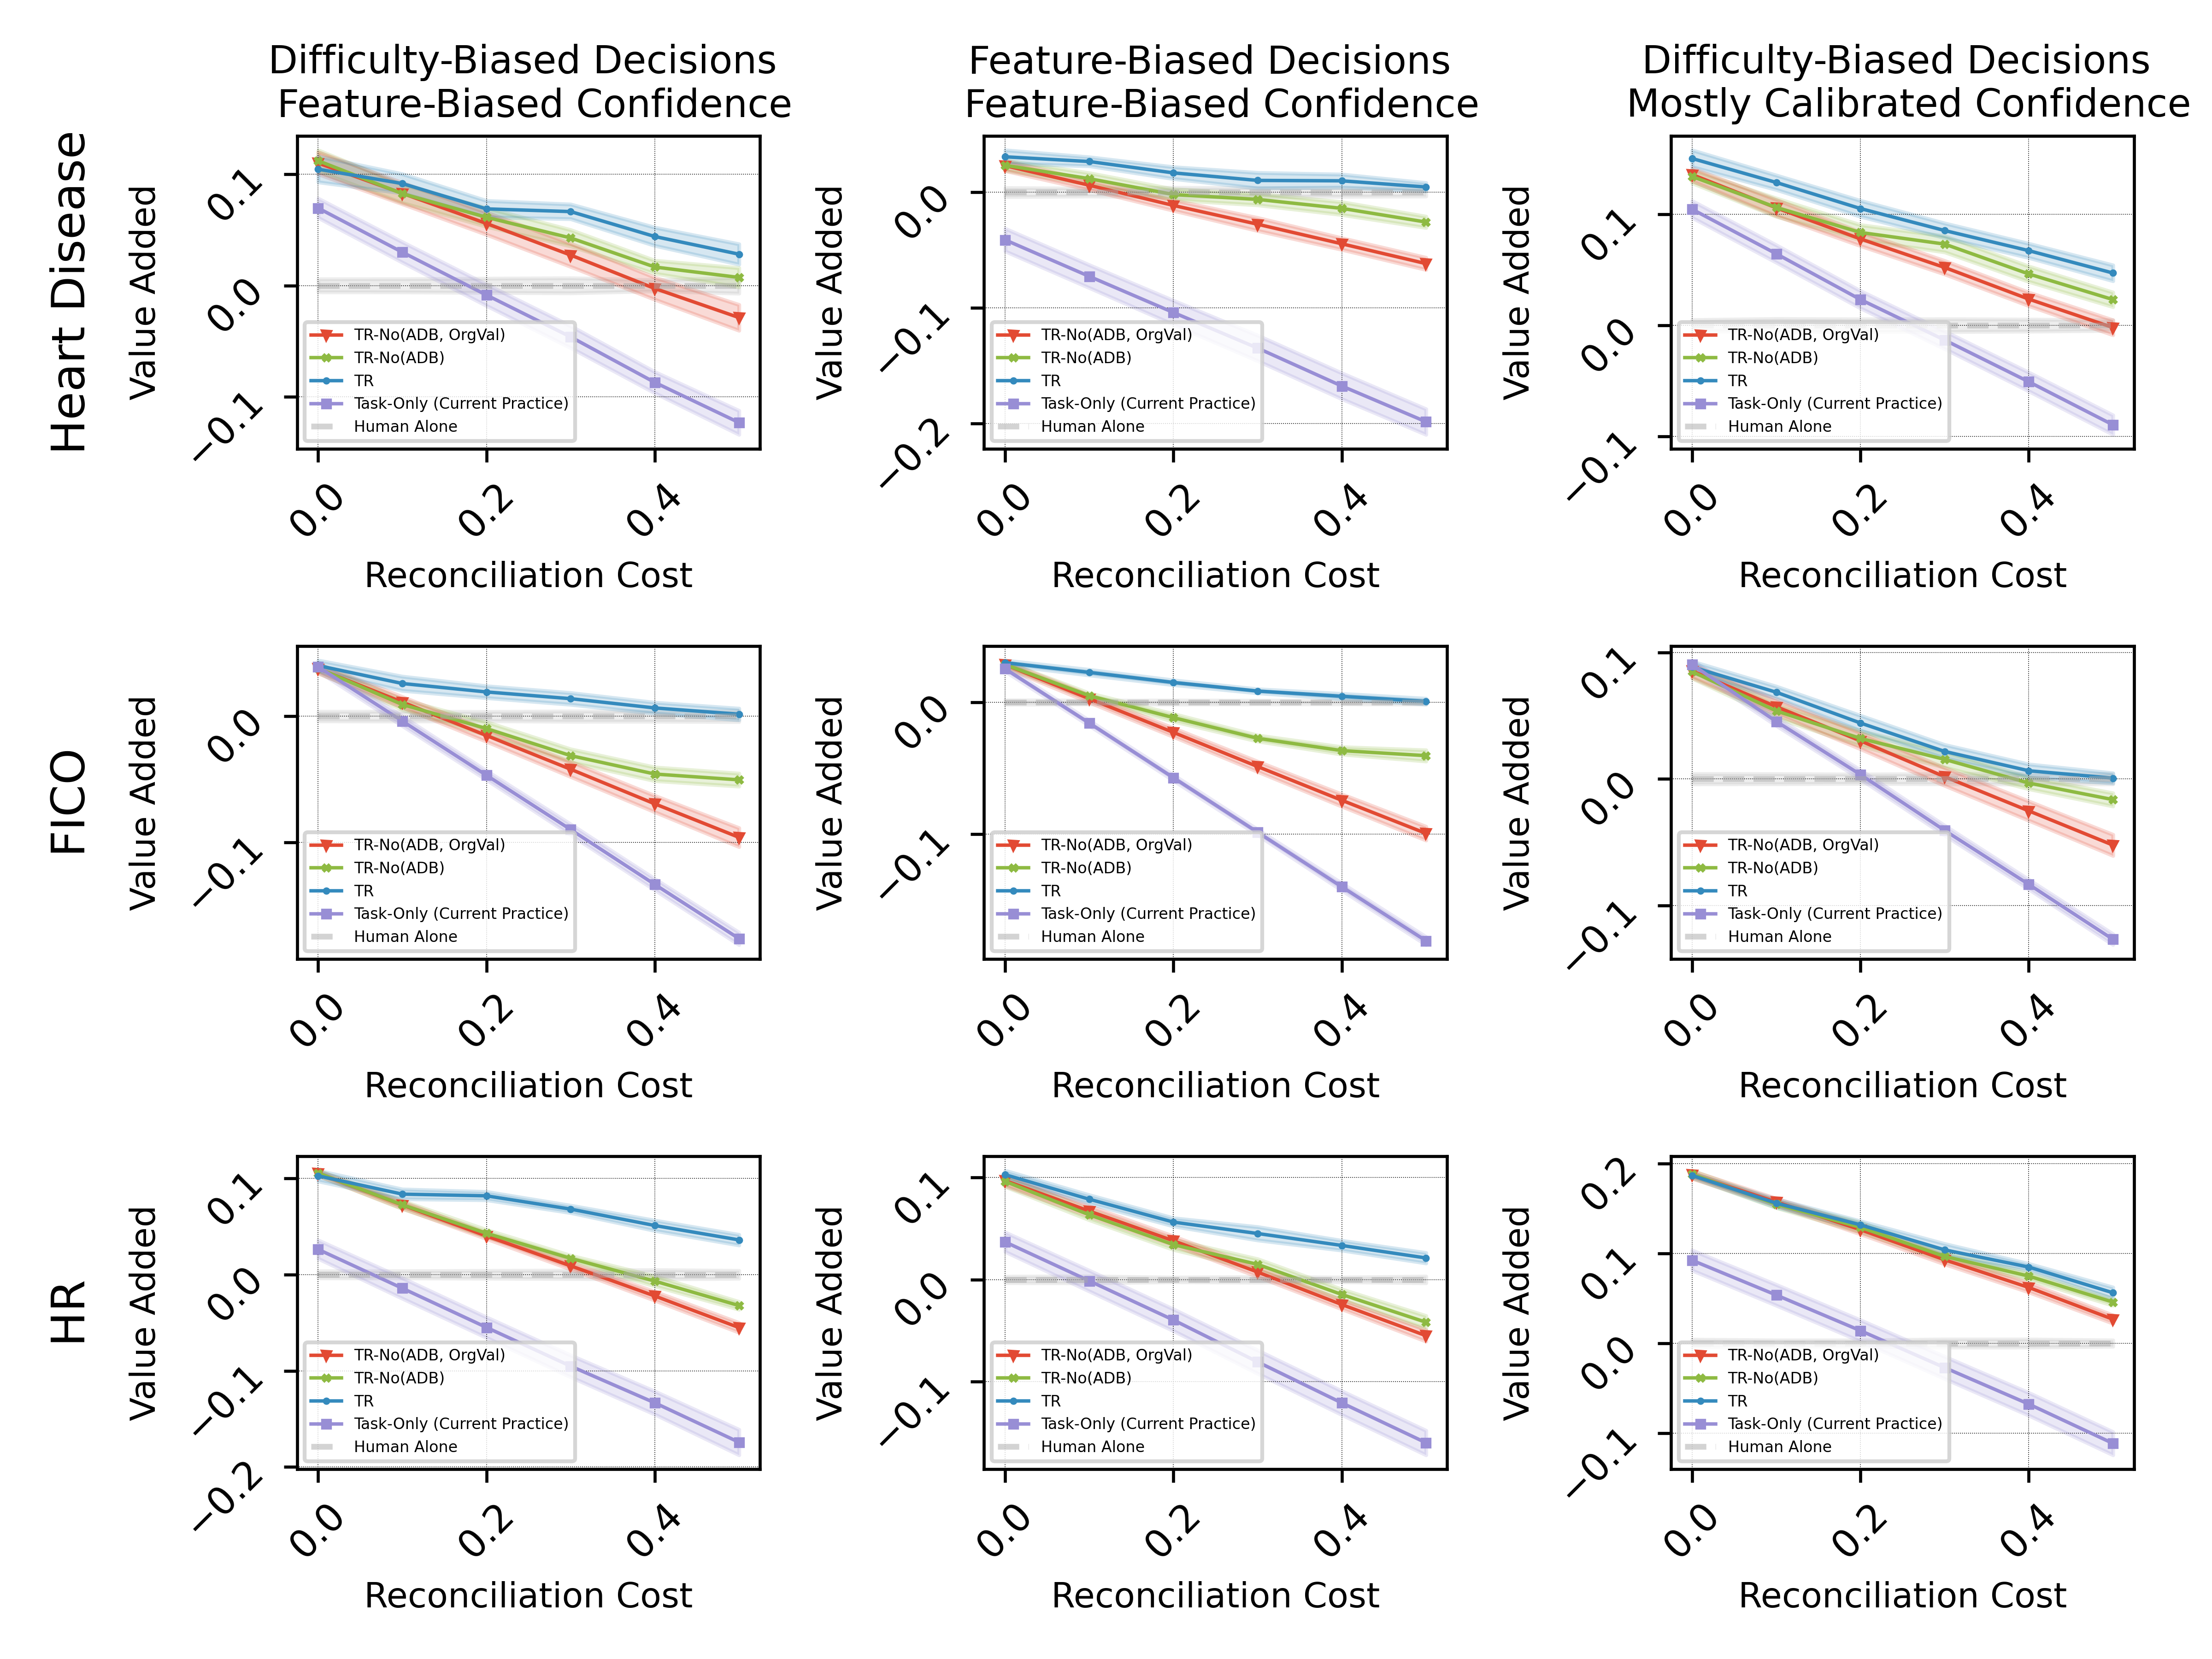 Difficulty-Biased Decisions
Feature-Biased Confidence
Feature-Biased Decisions
Feature-Biased Confidence
Difficulty-Biased Decisions
Mostly Calibrated Confidence
Heart Disease
Value Added
0.1
0.0
−0.1
TR-No(ADB, OrgVal)
TR-No(ADB)
TR
Task-Only (Current Practice)
Human Alone
0.0
0.2
0.4
Reconciliation Cost
Value Added
0.0
−0.1
−0.2
TR-No(ADB, OrgVal)
TR-No(ADB)
TR
Task-Only (Current Practice)
Human Alone
0.0
0.2
0.4
Reconciliation Cost
Value Added
0.1
0.0
−0.1
TR-No(ADB, OrgVal)
TR-No(ADB)
TR
Task-Only (Current Practice)
Human Alone
0.0
0.2
0.4
Reconciliation Cost
FICO
Value Added
0.0
−0.1
TR-No(ADB, OrgVal)
TR-No(ADB)
TR
Task-Only (Current Practice)
Human Alone
0.0
0.2
0.4
Reconciliation Cost
Value Added
0.0
−0.1
TR-No(ADB, OrgVal)
TR-No(ADB)
TR
Task-Only (Current Practice)
Human Alone
0.0
0.2
0.4
Reconciliation Cost
Value Added
0.1
0.0
−0.1
TR-No(ADB, OrgVal)
TR-No(ADB)
TR
Task-Only (Current Practice)
Human Alone
0.0
0.2
0.4
Reconciliation Cost
HR
Value Added
0.1
0.0
−0.1
−0.2
TR-No(ADB, OrgVal)
TR-No(ADB)
TR
Task-Only (Current Practice)
Human Alone
0.0
0.2
0.4
Reconciliation Cost
Value Added
0.1
0.0
−0.1
TR-No(ADB, OrgVal)
TR-No(ADB)
TR
Task-Only (Current Practice)
Human Alone
0.0
0.2
0.4
Reconciliation Cost
Value Added
0.2
0.1
0.0
−0.1
TR-No(ADB, OrgVal)
TR-No(ADB)
TR
Task-Only (Current Practice)
Human Alone
0.0
0.2
0.4
Reconciliation Cost